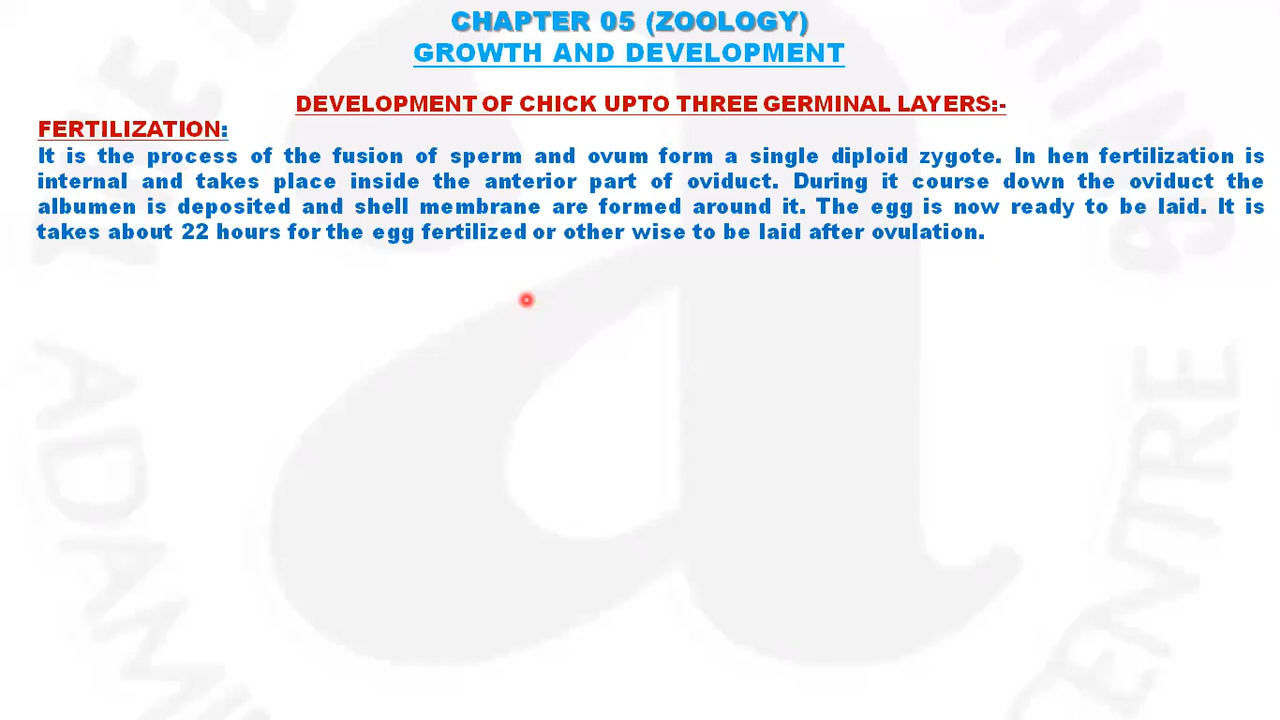 CHAPTER 05 (ZOOLOGY)
GROWTH AND DEVELOPMENT
DEVELOPMENT OF CHICK UPTO THREE GERMINAL LAYERS:-
FERTILIZATION:
It is the process of the fusion of sperm and ovum form a single diploid zygote. In hen fertilization is
internal and takes place inside the anterior part of oviduct. During it course down the oviduct the
albumen is deposited and shell membrane are formed around it. The egg is now ready to be laid. It is
takes about 22 hours for the egg fertilized or other wise to be laid after ovulation.